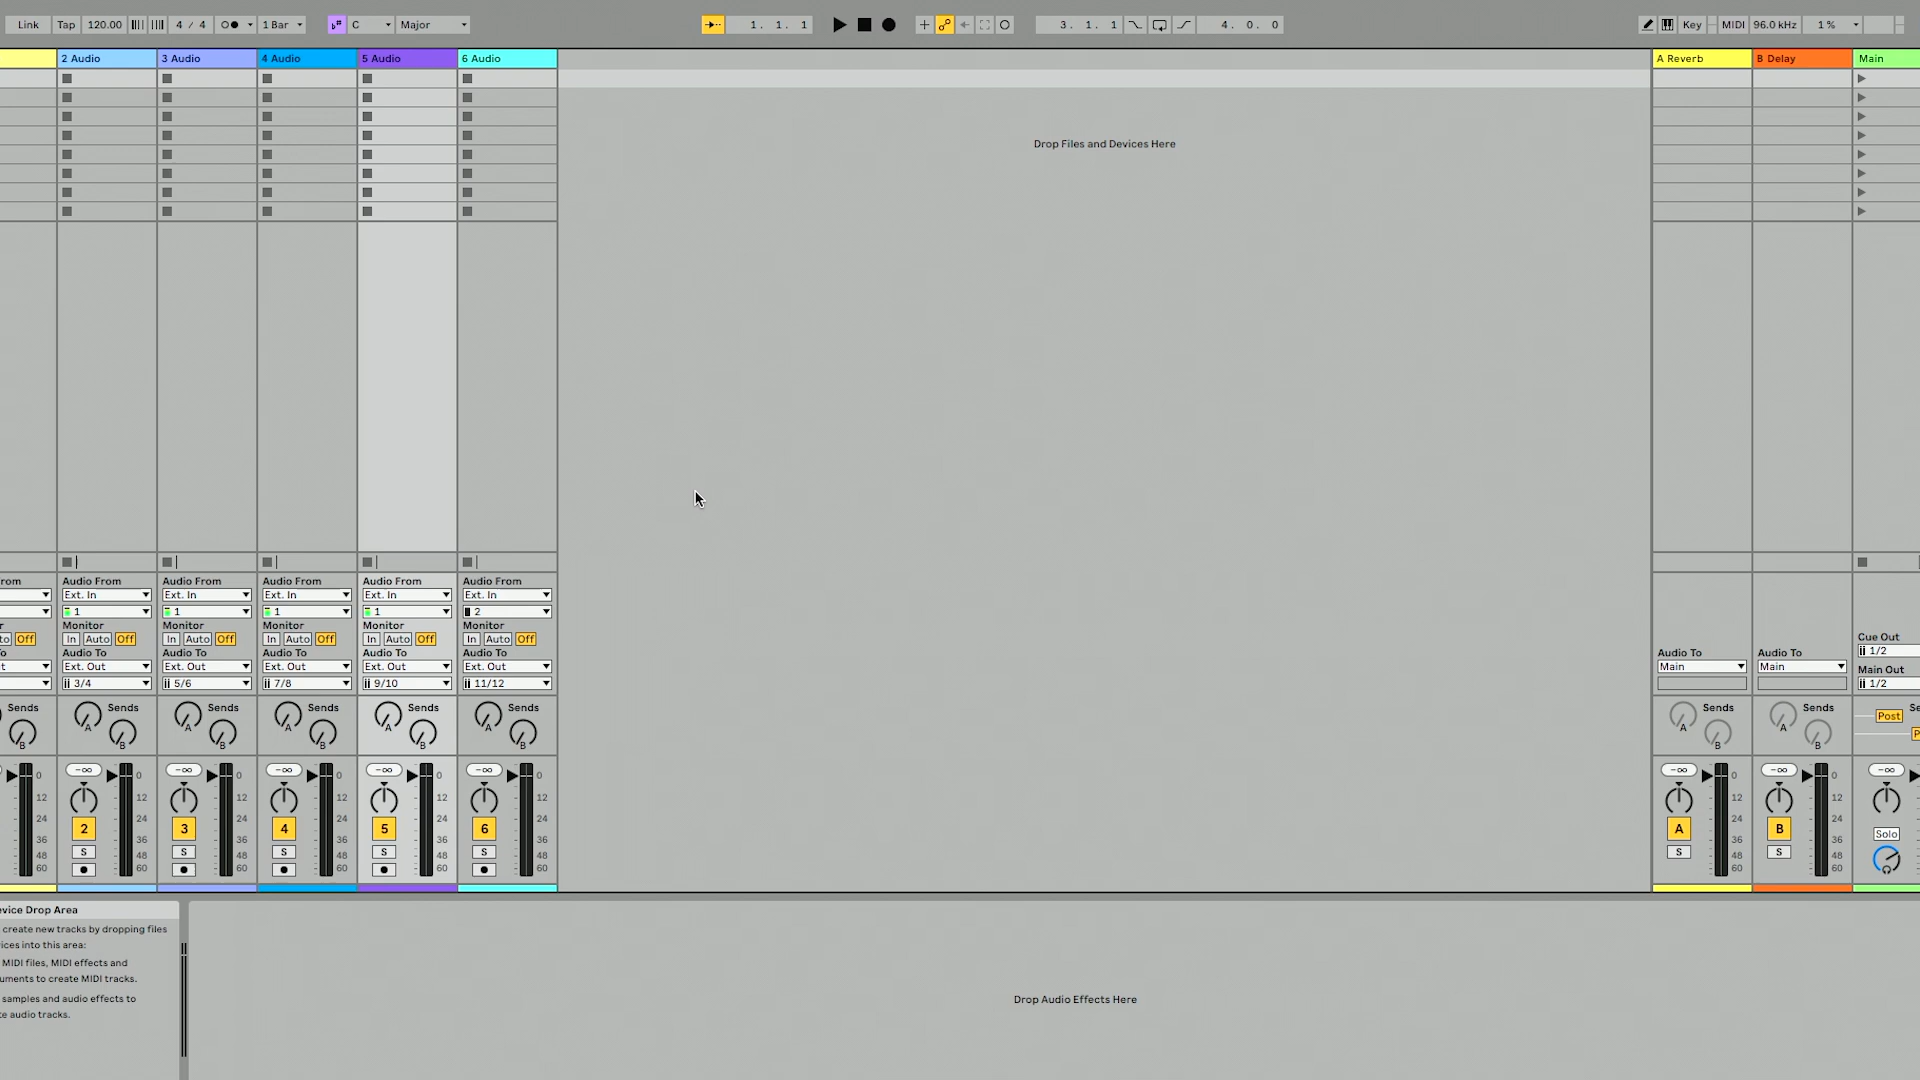 Link Tap 120.00 4 / 4 1 Bar C Major 1. 1. 1 3. 1. 1 4. 0. 0 Key MIDI 96.0 kHz 1 %
2 Audio 3 Audio 4 Audio 5 Audio 6 Audio A Reverb B Delay Main
Drop Files and Devices Here
rom Audio From Audio From Audio From Audio From Audio From
Ext. In Ext. In Ext. In Ext. In Ext. In
1 1 1 1 2
r Monitor Monitor Monitor Monitor Monitor
to Off In Auto Off In Auto Off In Auto Off In Auto Off In Auto Off
Cue Out
1/2
o Audio To Audio To Audio To Audio To Audio To Audio To Audio To
t Ext. Out Ext. Out Ext. Out Ext. Out Ext. Out Main Main
Main Out
3/4 5/6 7/8 9/10 11/12 1/2
Sends Sends Sends Sends Sends Sends Sends Sends Se
A A A A A A A Post
B B B B B B B B P
-∞ -∞ -∞ -∞ -∞ -∞ -∞ -∞
0 0 0 0 0 0 0 0
12 12 12 12 12 12 12 12
24 24 24 24 24 24 24 24
2 3 4 5 6 A B Solo
36 36 36 36 36 36 36 36
S S S S S S S
48 48 48 48 48 48 48 48
60 60 60 60 60 60 60 60
evice Drop Area
create new tracks by dropping files
ices into this area:
MIDI files, MIDI effects and
uments to create MIDI tracks.
samples and audio effects to
te audio tracks.
Drop Audio Effects Here